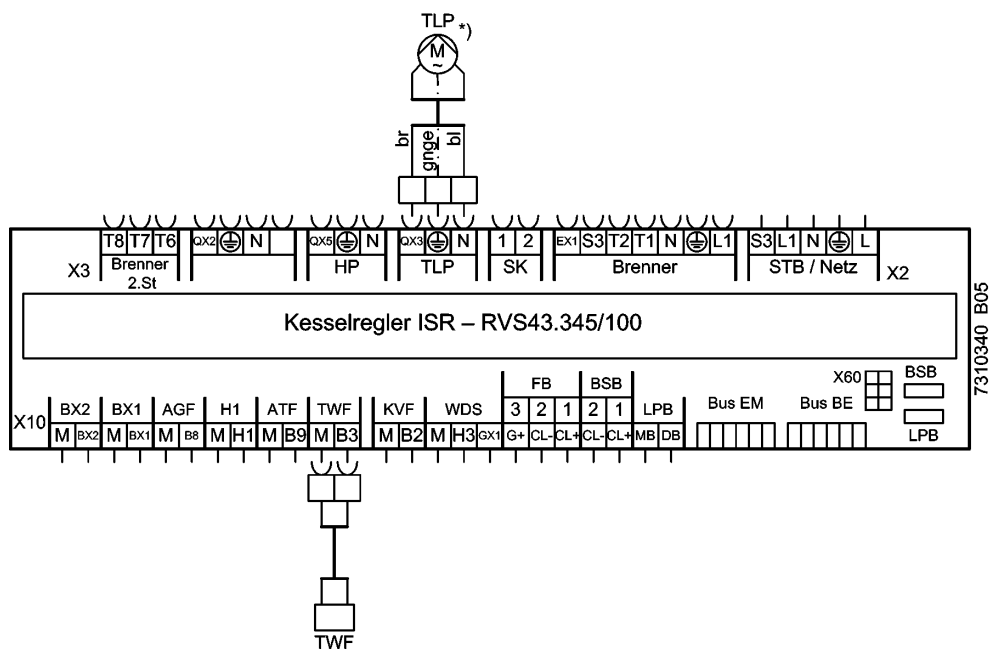 TLP *)
M
~
br gnge bl
T8 T7 T6 QX2 N QX5 N QX3 N 1 2 EX1 S3 T2 T1 N L1 S3 L1 N L
X3 Brenner 2.St HP TLP SK Brenner STB / Netz X2
Kesselregler ISR – RVS43.345/100
7310340 B05
FB BSB X60 BSB
X10 BX2 BX1 AGF H1 ATF TWF KVF WDS 3 2 1 2 1 LPB Bus EM Bus BE
M BX2 M BX1 M B8 M H1 M B9 M B3 M B2 M H3 GX1 G+ CL- CL+ CL- CL+ MB DB LPB
TWF